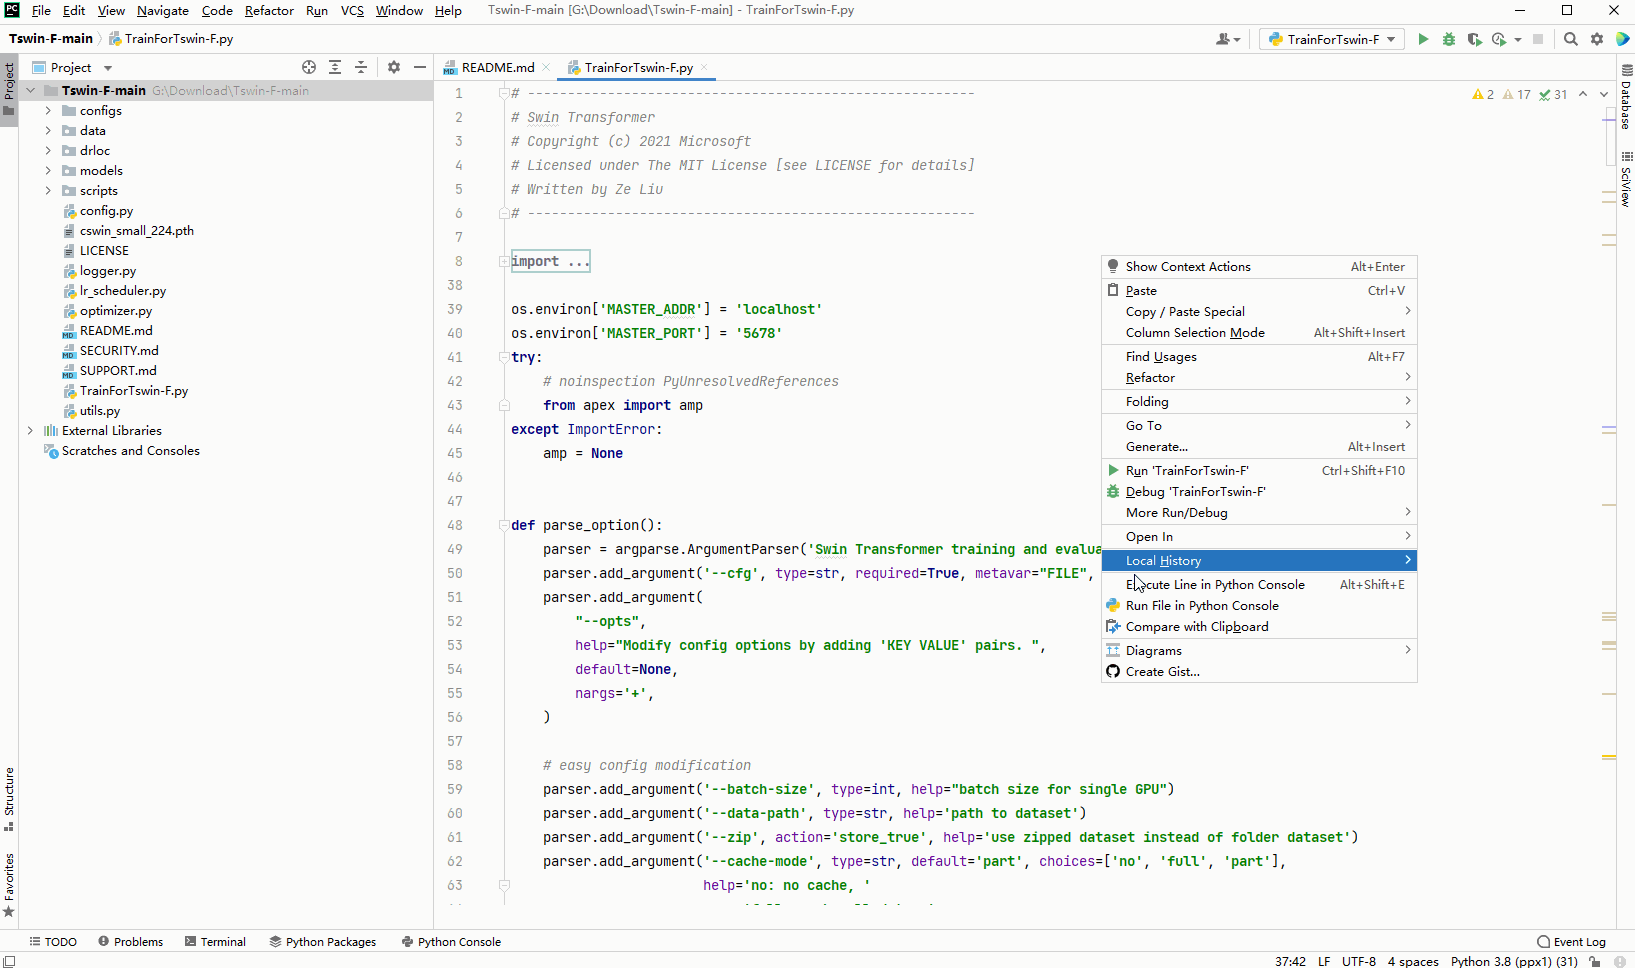 PC File Edit View Navigate Code Refactor Run VCS Window Help Tswin-F-main [G:\Download\Tswin-F-main] - TrainForTswin-F.py
Tswin-F-main TrainForTswin-F.py TrainForTswin-F
Project
Structure
Favorites
Project
Tswin-F-main G:\Download\Tswin-F-main
configs
data
drloc
models
scripts
config.py
cswin_small_224.pth
LICENSE
logger.py
lr_scheduler.py
optimizer.py
README.md
SECURITY.md
SUPPORT.md
TrainForTswin-F.py
utils.py
External Libraries
Scratches and Consoles
README.md TrainForTswin-F.py
2 17 31
1 # --------------------------------------------------------
2 # Swin Transformer
3 # Copyright (c) 2021 Microsoft
4 # Licensed under The MIT License [see LICENSE for details]
5 # Written by Ze Liu
6 # --------------------------------------------------------
7
8 import ...
38
39 os.environ['MASTER_ADDR'] = 'localhost'
40 os.environ['MASTER_PORT'] = '5678'
41 try:
42 # noinspection PyUnresolvedReferences
43 from apex import amp
44 except ImportError:
45 amp = None
46
47
48 def parse_option():
49 parser = argparse.ArgumentParser('Swin Transformer training and evalua
50 parser.add_argument('--cfg', type=str, required=True, metavar="FILE",
51 parser.add_argument(
52 "--opts",
53 help="Modify config options by adding 'KEY VALUE' pairs. ",
54 default=None,
55 nargs='+',
56 )
57
58 # easy config modification
59 parser.add_argument('--batch-size', type=int, help="batch size for single GPU")
60 parser.add_argument('--data-path', type=str, help='path to dataset')
61 parser.add_argument('--zip', action='store_true', help='use zipped dataset instead of folder dataset')
62 parser.add_argument('--cache-mode', type=str, default='part', choices=['no', 'full', 'part'],
63 help='no: no cache, '
Show Context Actions Alt+Enter
Paste Ctrl+V
Copy / Paste Special
Column Selection Mode Alt+Shift+Insert
Find Usages Alt+F7
Refactor
Folding
Go To
Generate... Alt+Insert
Run 'TrainForTswin-F' Ctrl+Shift+F10
Debug 'TrainForTswin-F'
More Run/Debug
Open In
Local History
Execute Line in Python Console Alt+Shift+E
Run File in Python Console
Compare with Clipboard
Diagrams
Create Gist...
Database
SciView
TODO Problems Terminal Python Packages Python Console Event Log
37:42 LF UTF-8 4 spaces Python 3.8 (ppx1) (31)